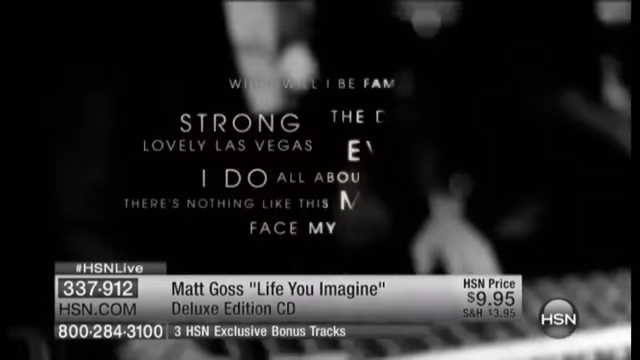 WHEN WILL I BE FAM
STRONG THE D
LOVELY LAS VEGAS
EV
I DO ALL ABOU
THERE'S NOTHING LIKE THIS M
FACE MY
#HSNLive
337-912 Matt Goss "Life You Imagine" HSN Price
$9.95
HSN.COM Deluxe Edition CD S&H $3.95
HSN
800-284-3100 3 HSN Exclusive Bonus Tracks